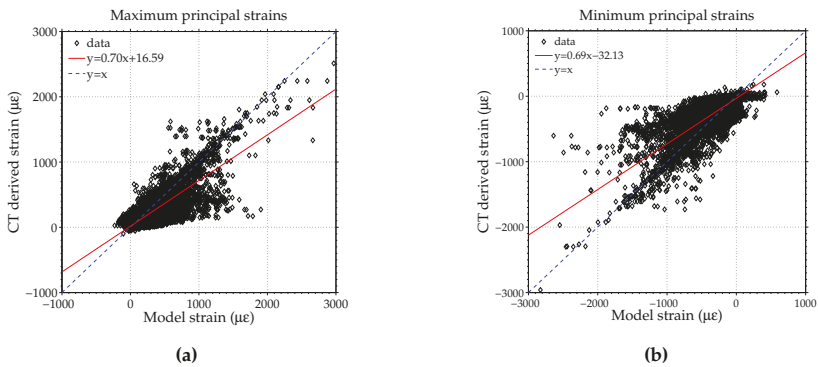 Maximum principal strains
3000
2000
1000
0
−1000
CT derived strain (με)
data
y=0.70x+16.59
y=x
−1000 0 1000 2000 3000
Model strain (με)
(a)
Minimum principal strains
1000
0
−1000
−2000
−3000
CT derived strain (με)
data
y=0.69x−32.13
y=x
−3000 −2000 −1000 0 1000
Model strain (με)
(b)